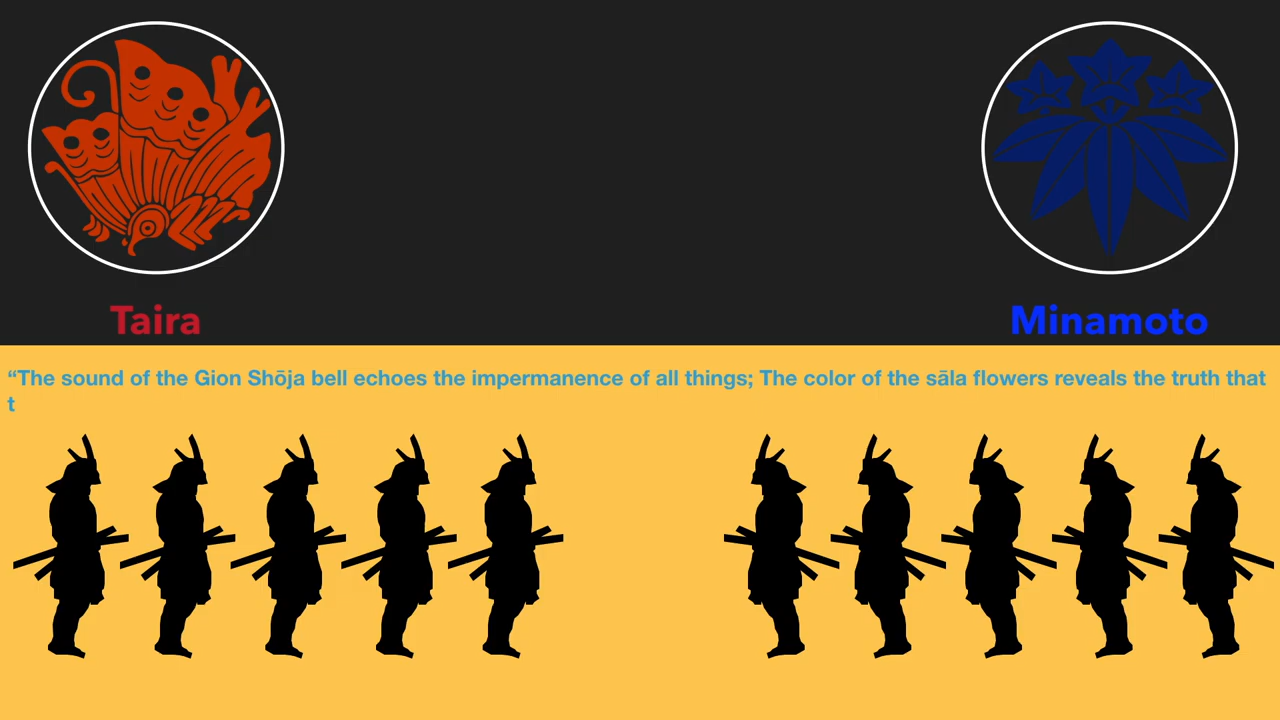 Taira
Minamoto
“The sound of the Gion Shōja bell echoes the impermanence of all things; The color of the sāla flowers reveals the truth that
t